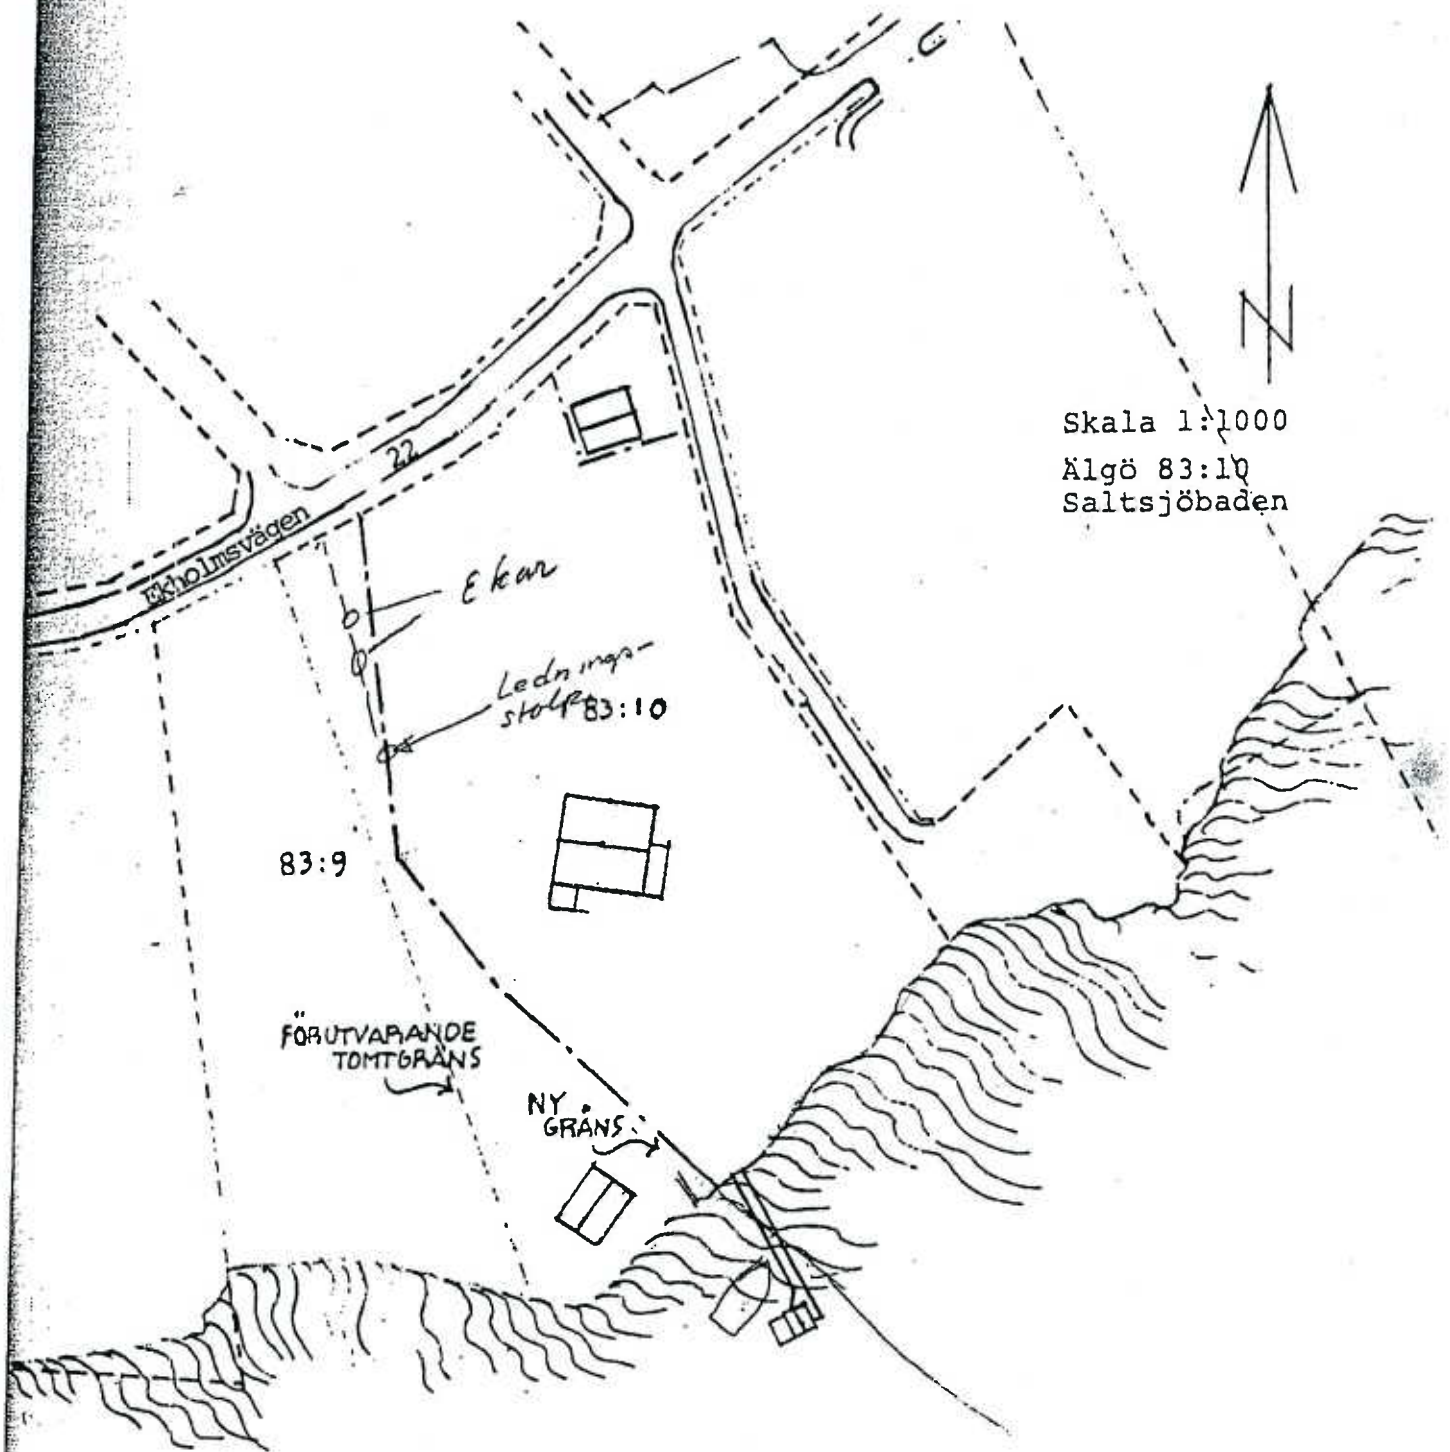 Skala 1:1000
Älgö 83:10
Saltsjöbaden
N
22
Ekholmsvägen
Ekar
Lednings-
stolpe
83:10
83:9
FÖRUTVARANDE
TOMTGRÄNS
NY
GRÄNS